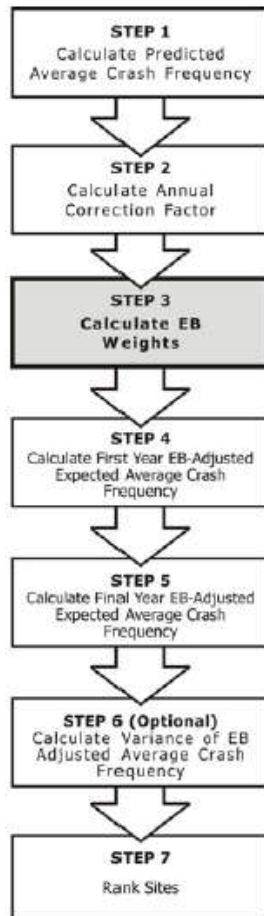 STEP 1
Calculate Predicted
Average Crash Frequency
STEP 2
Calculate Annual
Correction Factor
STEP 3
Calculate EB
Weights
STEP 4
Calculate First Year EB-Adjusted
Expected Average Crash
Frequency
STEP 5
Calculate Final Year EB-Adjusted
Expected Average Crash
Frequency
STEP 6 (Optional)
Calculate Variance of EB
Adjusted Average Crash
Frequency
STEP 7
Rank Sites